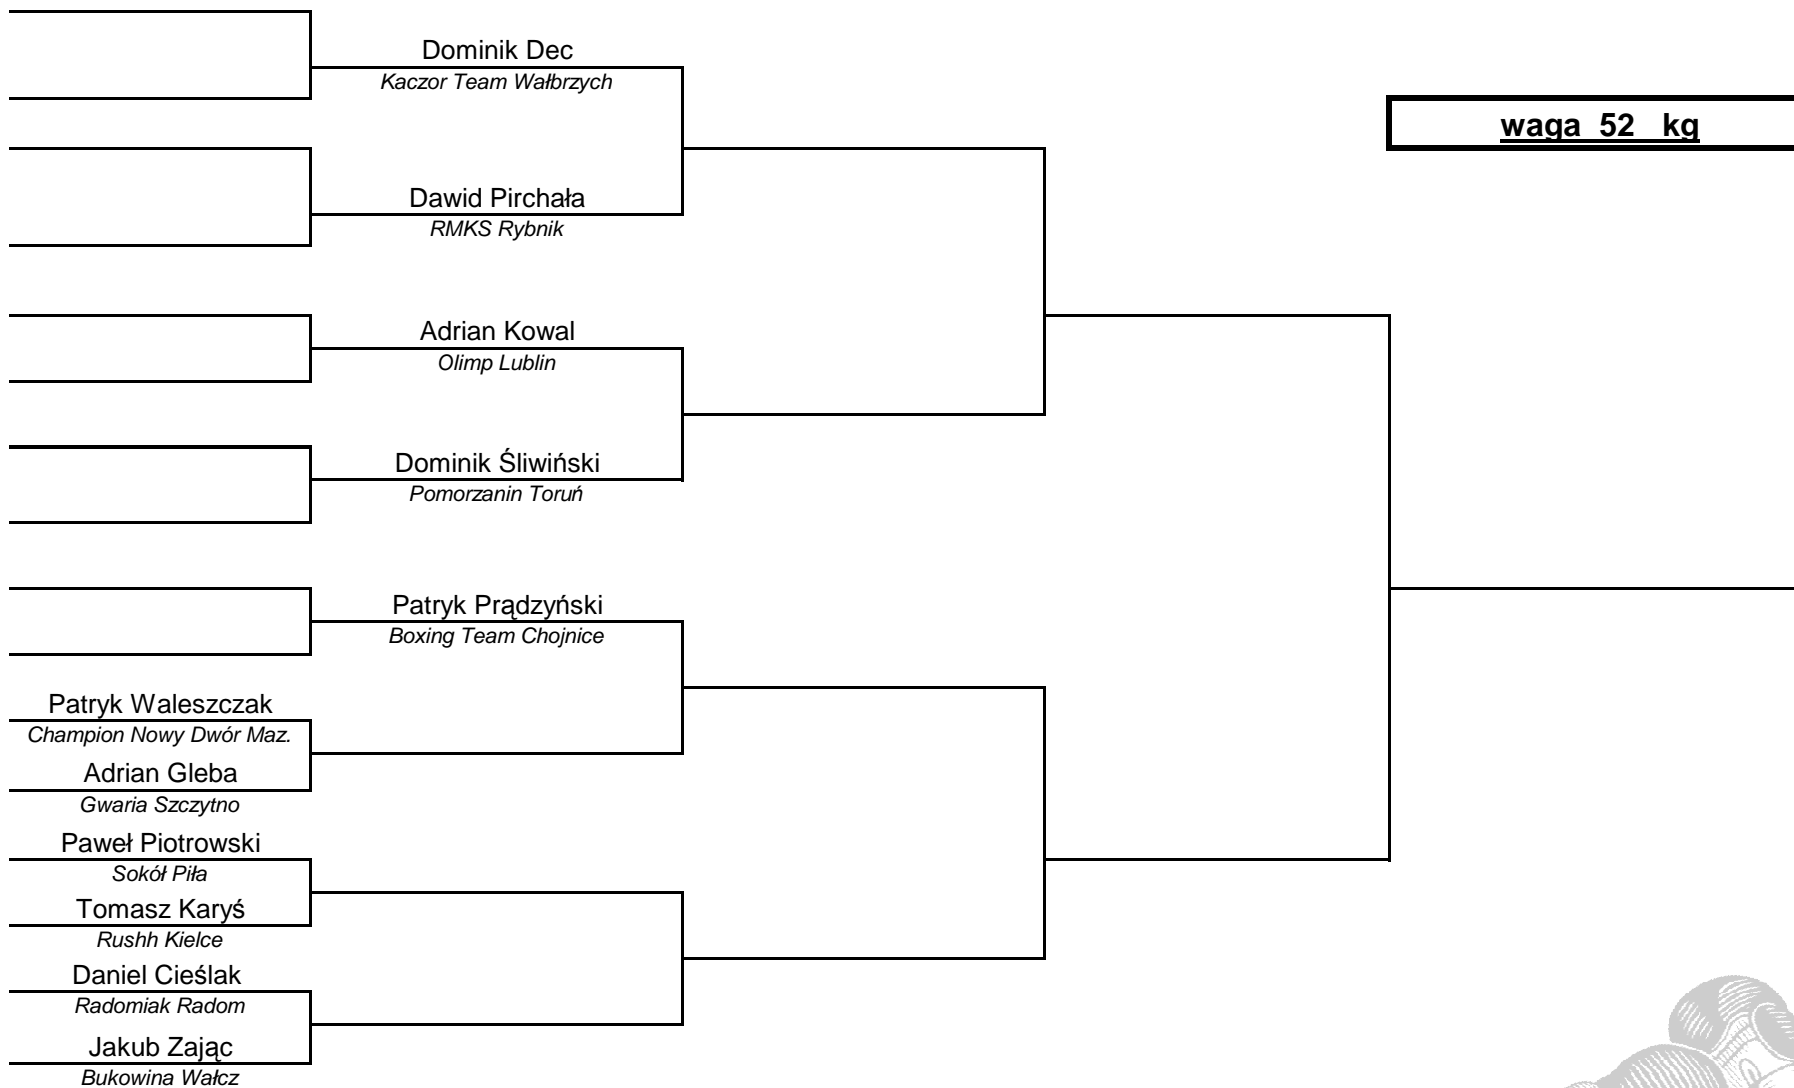 Dominik Dec
Kaczor Team Wałbrzych
waga 52 kg
Dawid Pirchała
RMKS Rybnik
Adrian Kowal
Olimp Lublin
Dominik Śliwiński
Pomorzanin Toruń
Patryk Prądzyński
Boxing Team Chojnice
Patryk Waleszczak
Champion Nowy Dwór Maz.
Adrian Gleba
Gwaria Szczytno
Paweł Piotrowski
Sokół Piła
Tomasz Karyś
Rushh Kielce
Daniel Cieślak
Radomiak Radom
Jakub Zając
Bukowina Wałcz